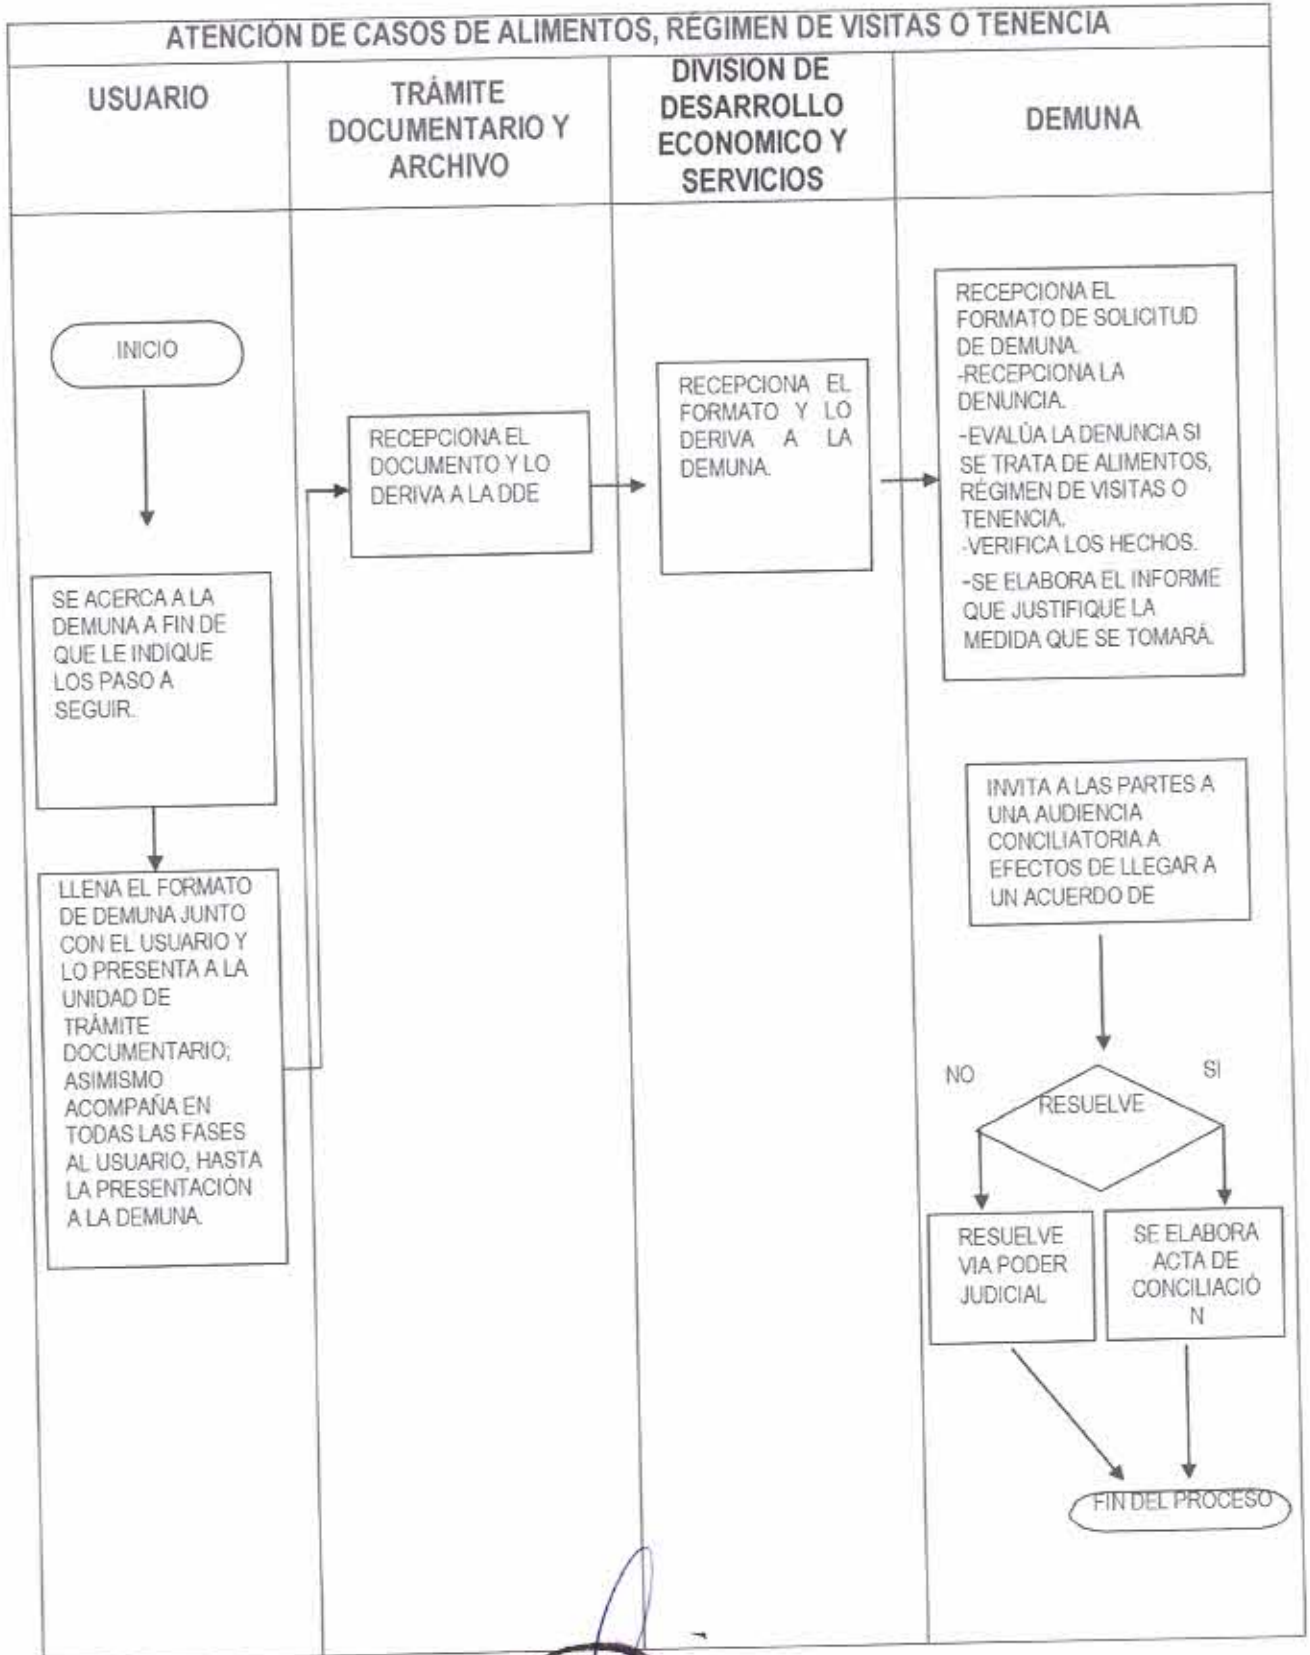 ATENCIÓN DE CASOS DE ALIMENTOS, RÉGIMEN DE VISITAS O TENENCIA
USUARIO
TRÁMITE
DOCUMENTARIO Y
ARCHIVO
DIVISIÓN DE
DESARROLLO
ECONOMICO Y
SERVICIOS
DEMUNA
INICIO
SE ACERCA A LA
DEMUNA A FIN DE
QUE LE INDIQUE
LOS PASO A
SEGUIR.
LLENA EL FORMATO
DE DEMUNA JUNTO
CON EL USUARIO Y
LO PRESENTA A LA
UNIDAD DE
TRÁMITE
DOCUMENTARIO;
ASIMISMO
ACOMPAÑA EN
TODAS LAS FASES
AL USUARIO, HASTA
LA PRESENTACIÓN
A LA DEMUNA.
RECEPCIONA EL
DOCUMENTO Y LO
DERIVA A LA DDE
RECEPCIONA EL
FORMATO Y LO
DERIVA A LA
DEMUNA.
RECEPCIONA EL
FORMATO DE SOLICITUD
DE DEMUNA.
-RECEPCIONA LA
DENUNCIA.
-EVALÚA LA DENUNCIA SI
SE TRATA DE ALIMENTOS,
RÉGIMEN DE VISITAS O
TENENCIA.
-VERIFICA LOS HECHOS.
-SE ELABORA EL INFORME
QUE JUSTIFIQUE LA
MEDIDA QUE SE TOMARÁ.
INVITA A LAS PARTES A
UNA AUDIENCIA
CONCILIATORIA A
EFECTOS DE LLEGAR A
UN ACUERDO DE
NO
SI
RESUELVE
RESUELVE
VIA PODER
JUDICIAL
SE ELABORA
ACTA DE
CONCILIACIÓ
N
FIN DEL PROCESO